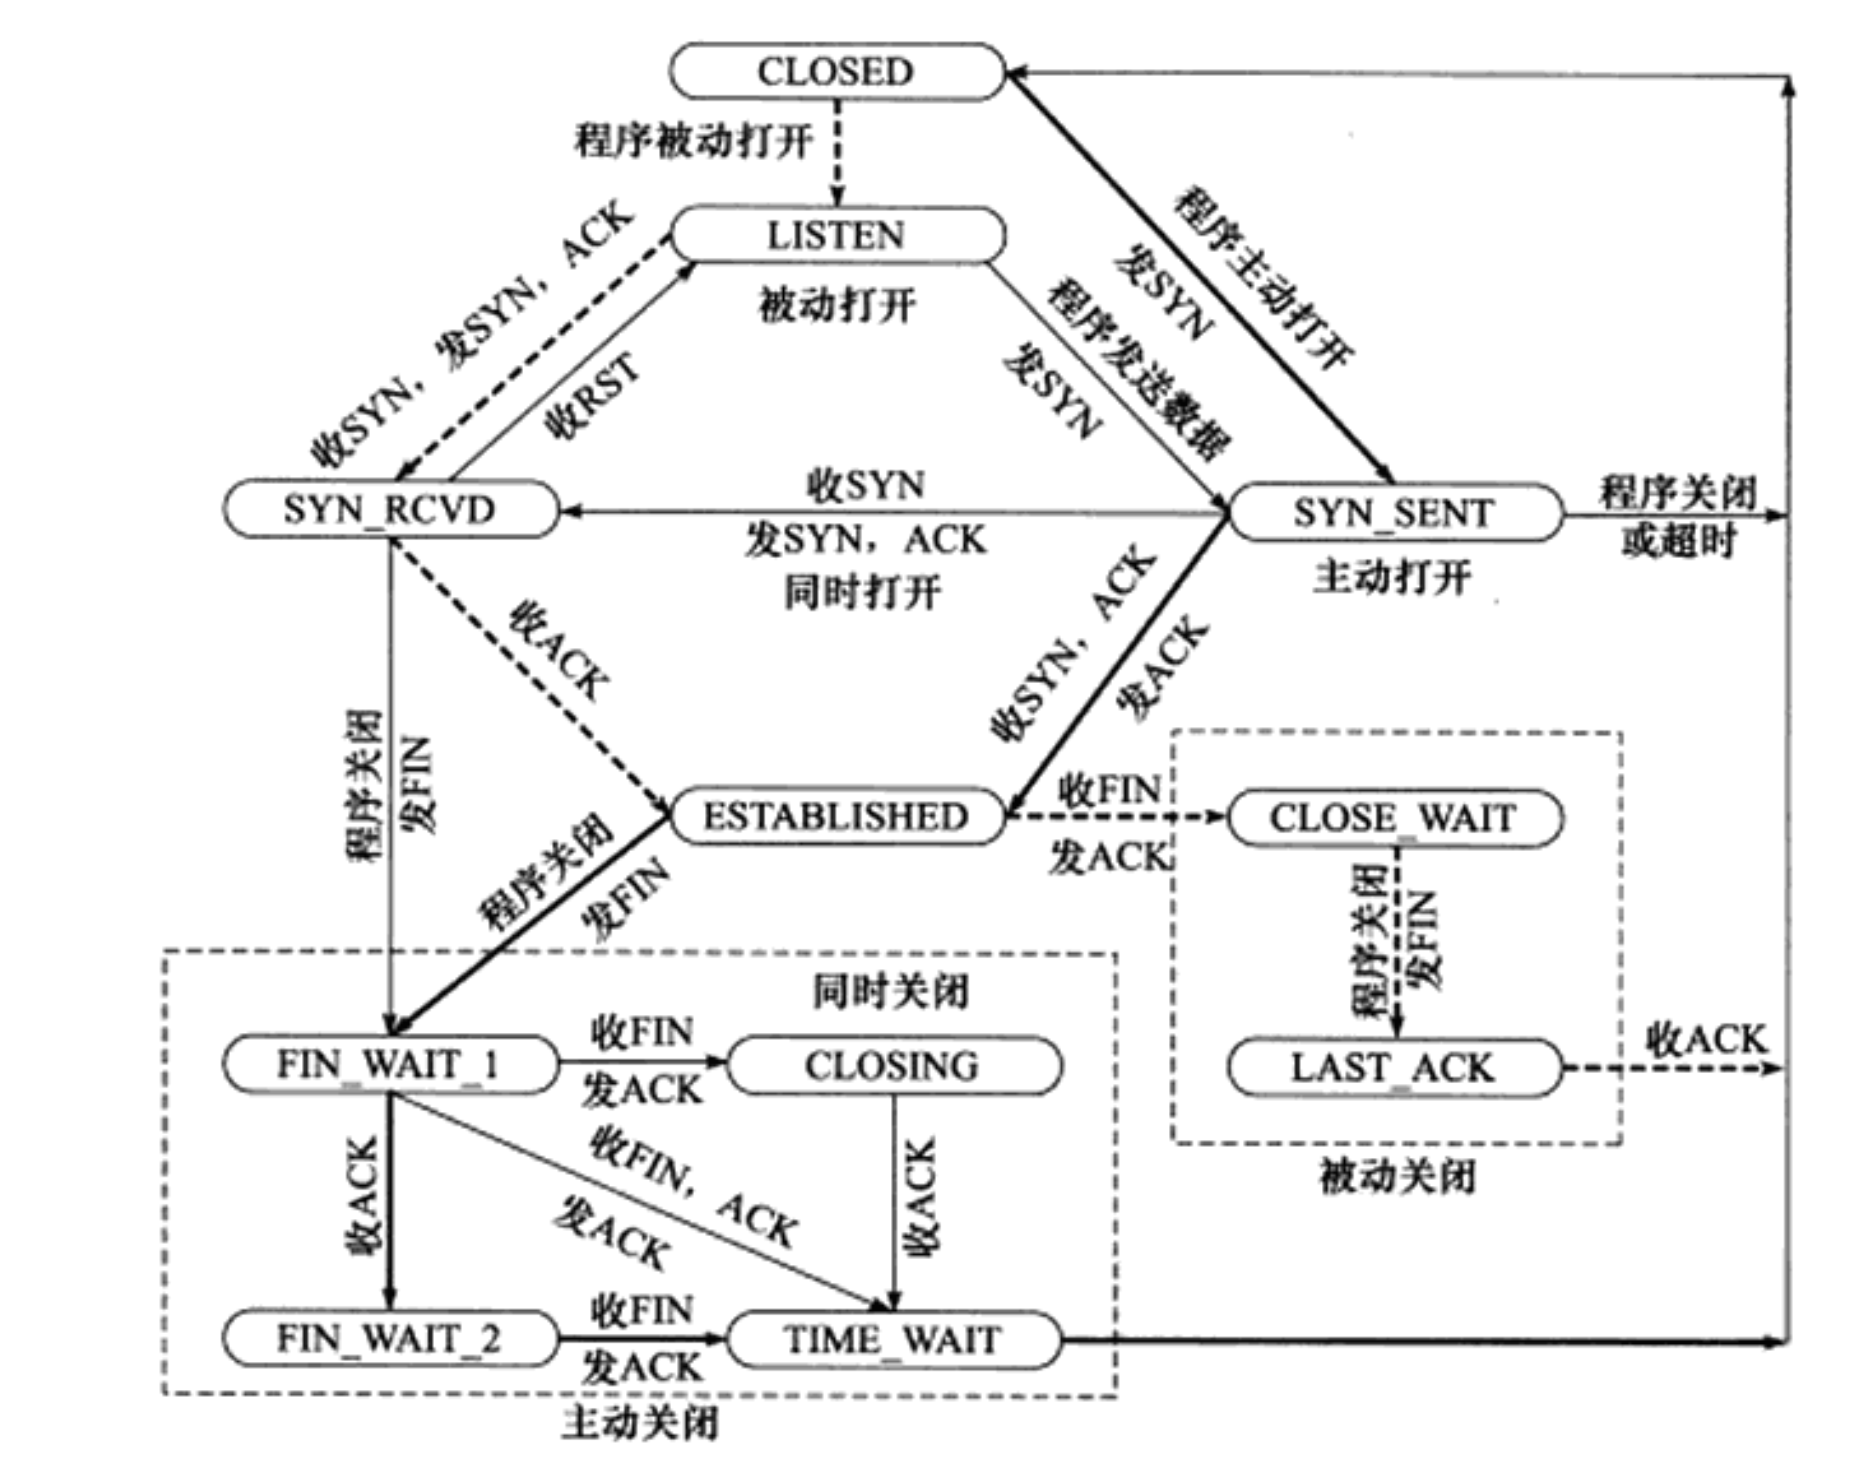 CLOSED
程序被动打开
LISTEN
被动打开
程序主动打开
发SYN
收SYN，发SYN，ACK
收RST
程序发送数据
发SYN
SYN_RCVD
收SYN
发SYN，ACK
同时打开
SYN_SENT
主动打开
程序关闭
或超时
收ACK
收SYN，ACK
发ACK
程序关闭
发FIN
ESTABLISHED
收FIN
发ACK
CLOSE_WAIT
程序关闭
发FIN
程序关闭
发FIN
同时关闭
FIN_WAIT_1
收FIN
发ACK
CLOSING
LAST_ACK
收ACK
被动关闭
收ACK
收FIN，ACK
发ACK
收ACK
FIN_WAIT_2
收FIN
发ACK
TIME_WAIT
主动关闭